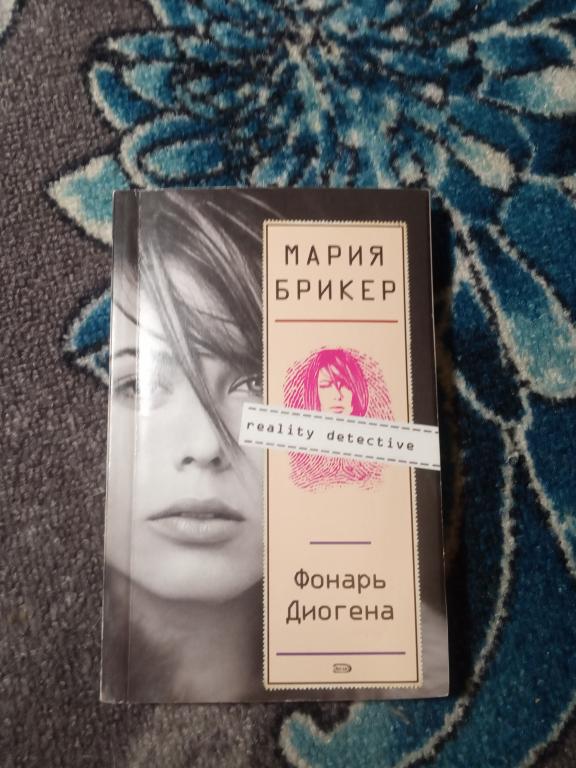 МАРИЯ
БРИКЕР
reality detective
Фонарь
Диогена